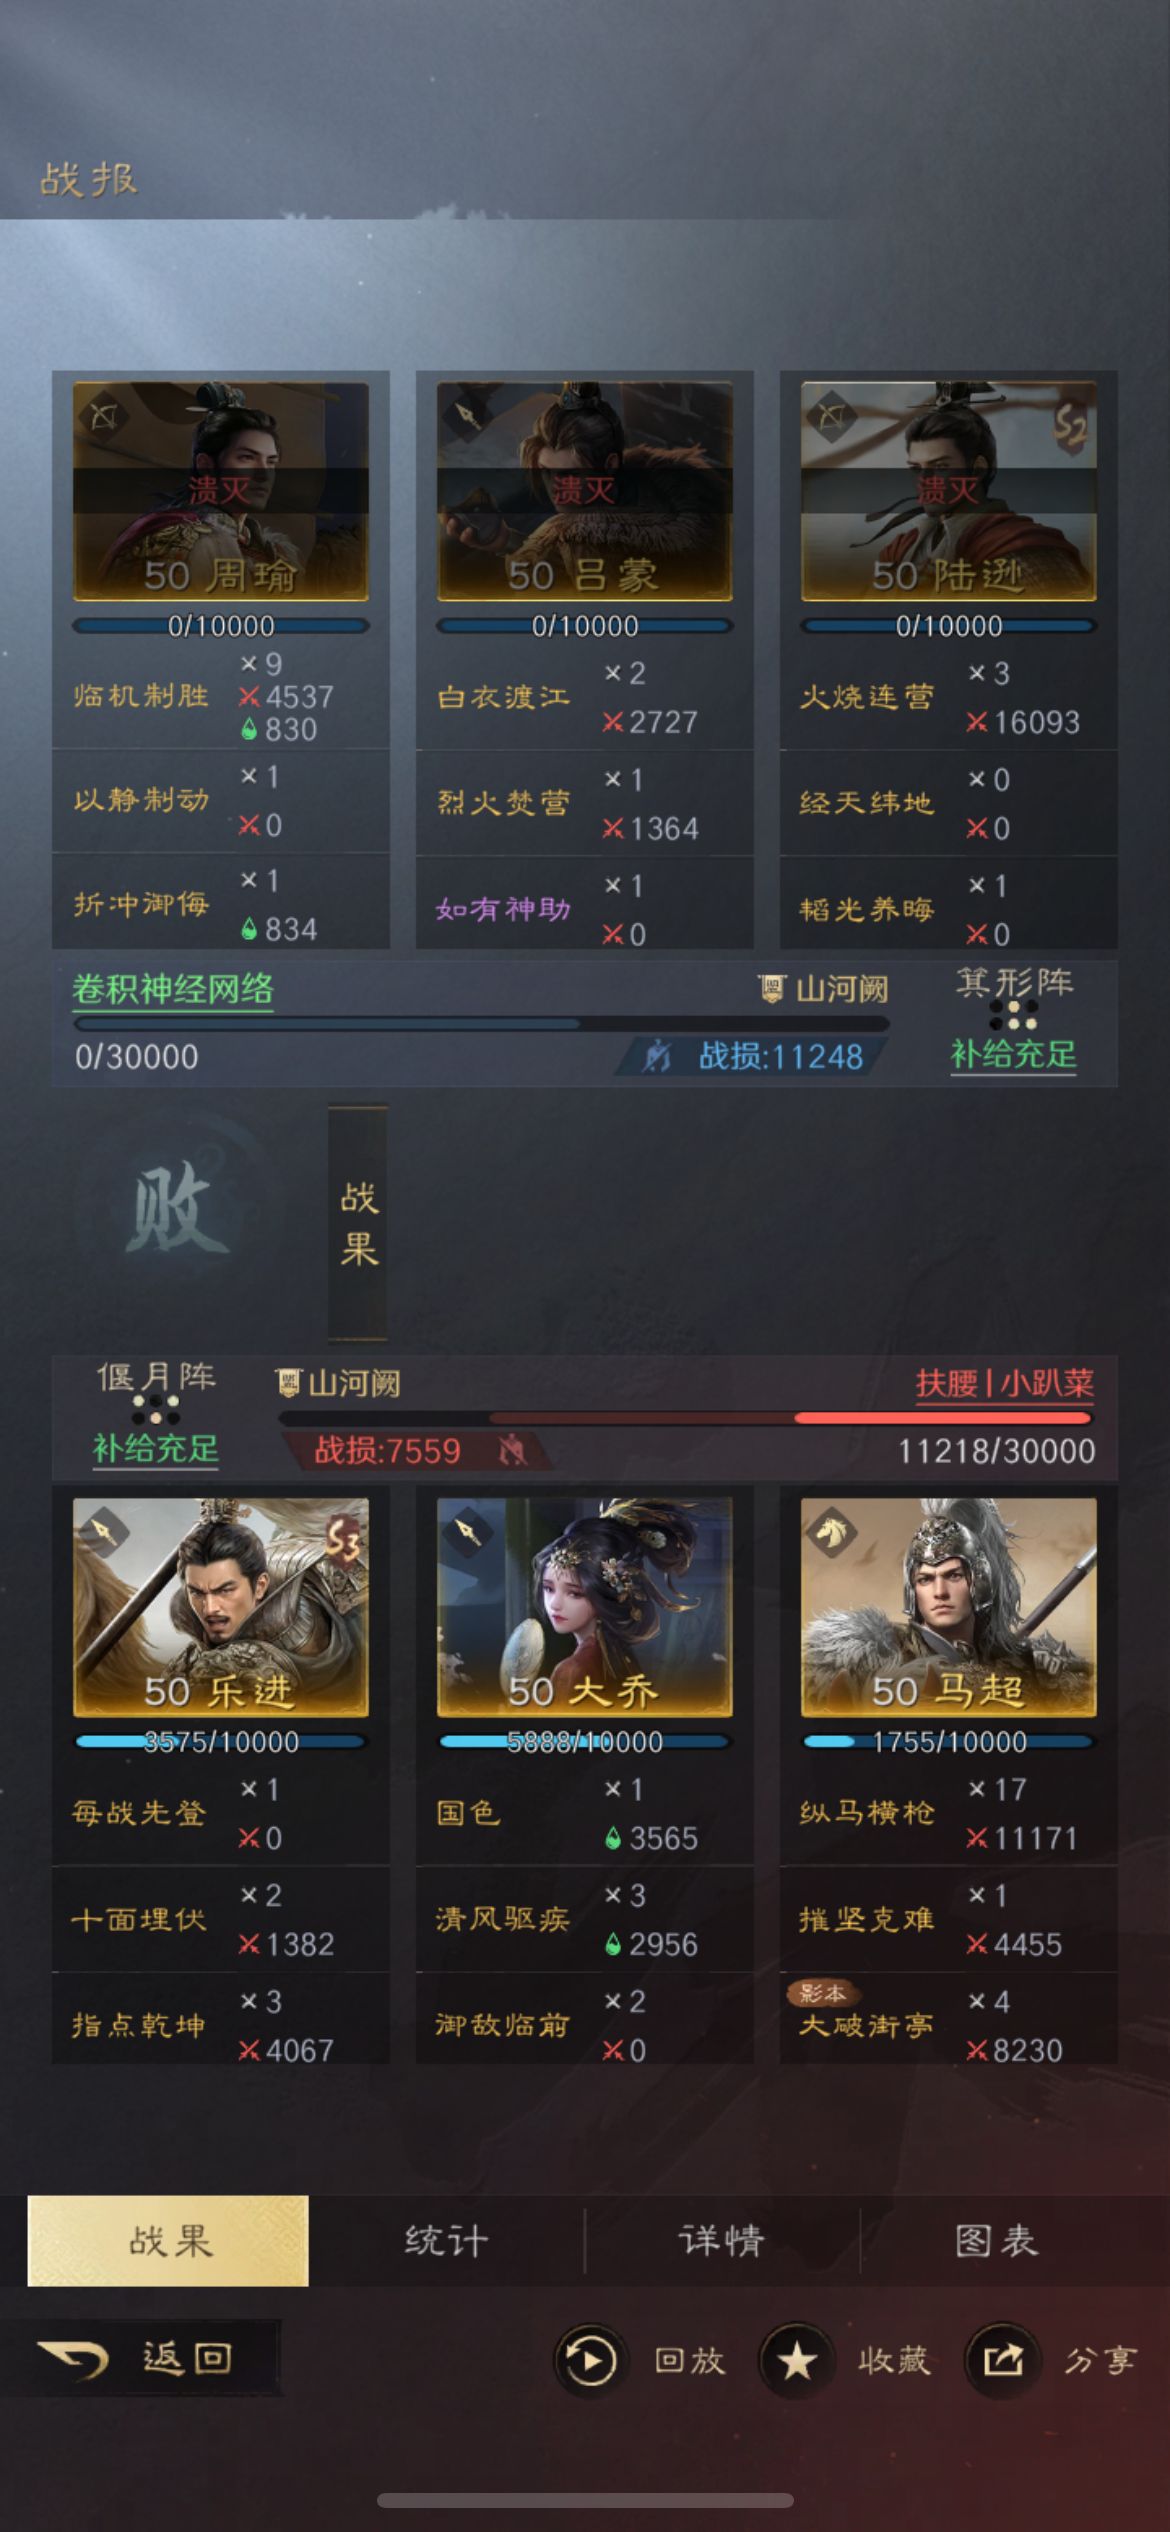 战报
溃灭 溃灭 溃灭
S2
50 周瑜 50 吕蒙 50 陆逊
0/10000 0/10000 0/10000
临机制胜 ×9 4537 830
白衣渡江 ×2 2727
火烧连营 ×3 16093
以静制动 ×1 0
烈火焚营 ×1 1364
经天纬地 ×0 0
折冲御侮 ×1 834
如有神助 ×1 0
韬光养晦 ×1 0
卷积神经网络 山河阙 箕形阵
0/30000 战损:11248 补给充足
败
战果
偃月阵 山河阙 扶腰|小趴菜
补给充足 战损:7559 11218/30000
S3
50 乐进 50 大乔 50 马超
3575/10000 5888/10000 1755/10000
每战先登 ×1 0
国色 ×1 3565
纵马横枪 ×17 11171
十面埋伏 ×2 1382
清风驱疾 ×3 2956
摧坚克难 ×1 4455
指点乾坤 ×3 4067
御敌临前 ×2 0
影本
大破街亭 ×4 8230
战果 统计 详情 图表
返回 回放 收藏 分享